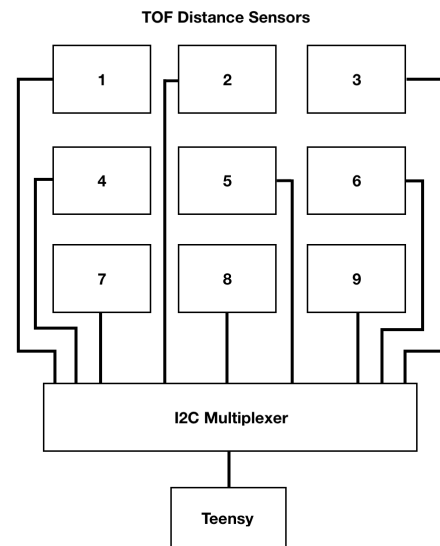 TOF Distance Sensors
1 2 3
4 5 6
7 8 9
I2C Multiplexer
Teensy